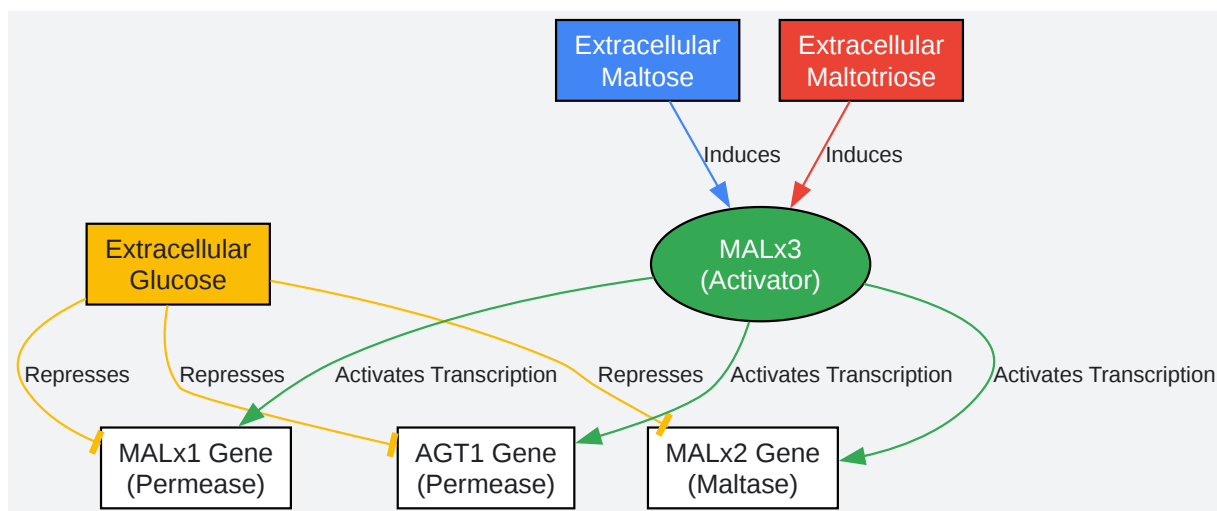 Extracellular
Maltose
Extracellular
Maltotriose
Induces
Induces
Extracellular
Glucose
MALx3
(Activator)
Represses
Represses
Activates Transcription
Represses
Activates Transcription
Activates Transcription
MALx1 Gene
(Permease)
AGT1 Gene
(Permease)
MALx2 Gene
(Maltase)